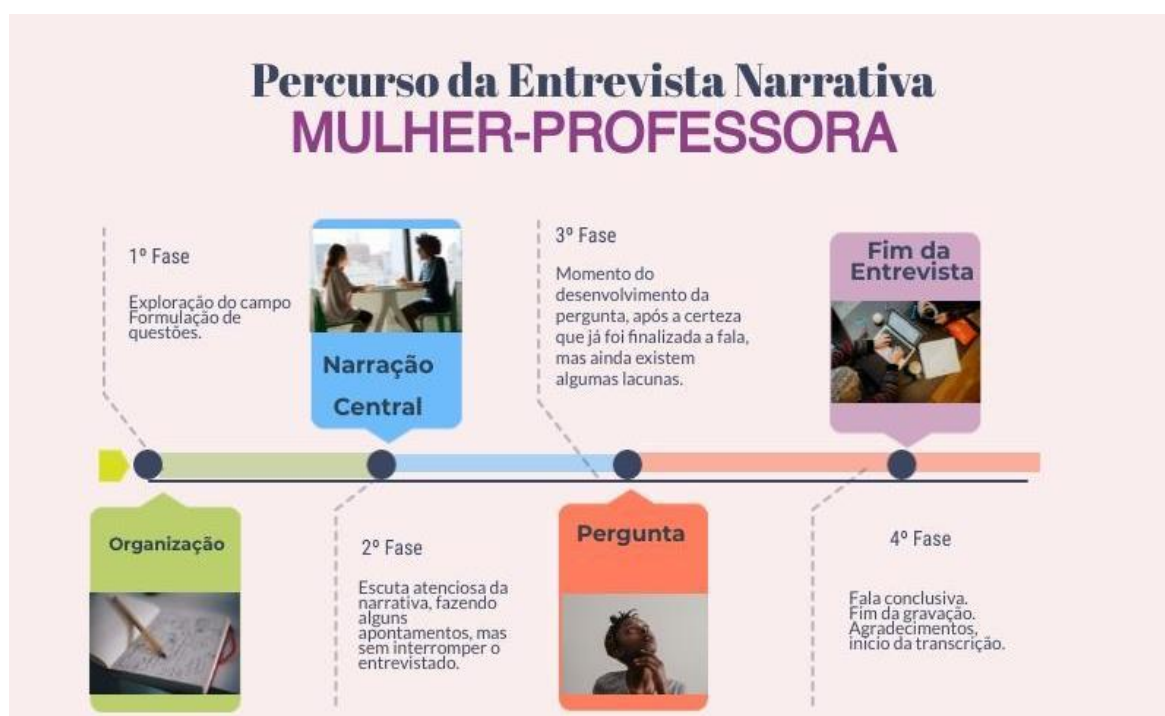 Percurso da Entrevista Narrativa
MULHER-PROFESSORA
1º Fase
Exploração do campo
Formulação de
questões.
Organização
Narração
Central
2º Fase
Escuta atenciosa da
narrativa, fazendo
alguns
apontamentos, mas
sem interromper o
entrevistado.
3º Fase
Momento do
desenvolvimento da
pergunta, após a certeza
que já foi finalizada a fala,
mas ainda existem
algumas lacunas.
Pergunta
Fim da
Entrevista
4º Fase
Fala conclusiva.
Fim da gravação.
Agradecimentos,
início da transcrição.